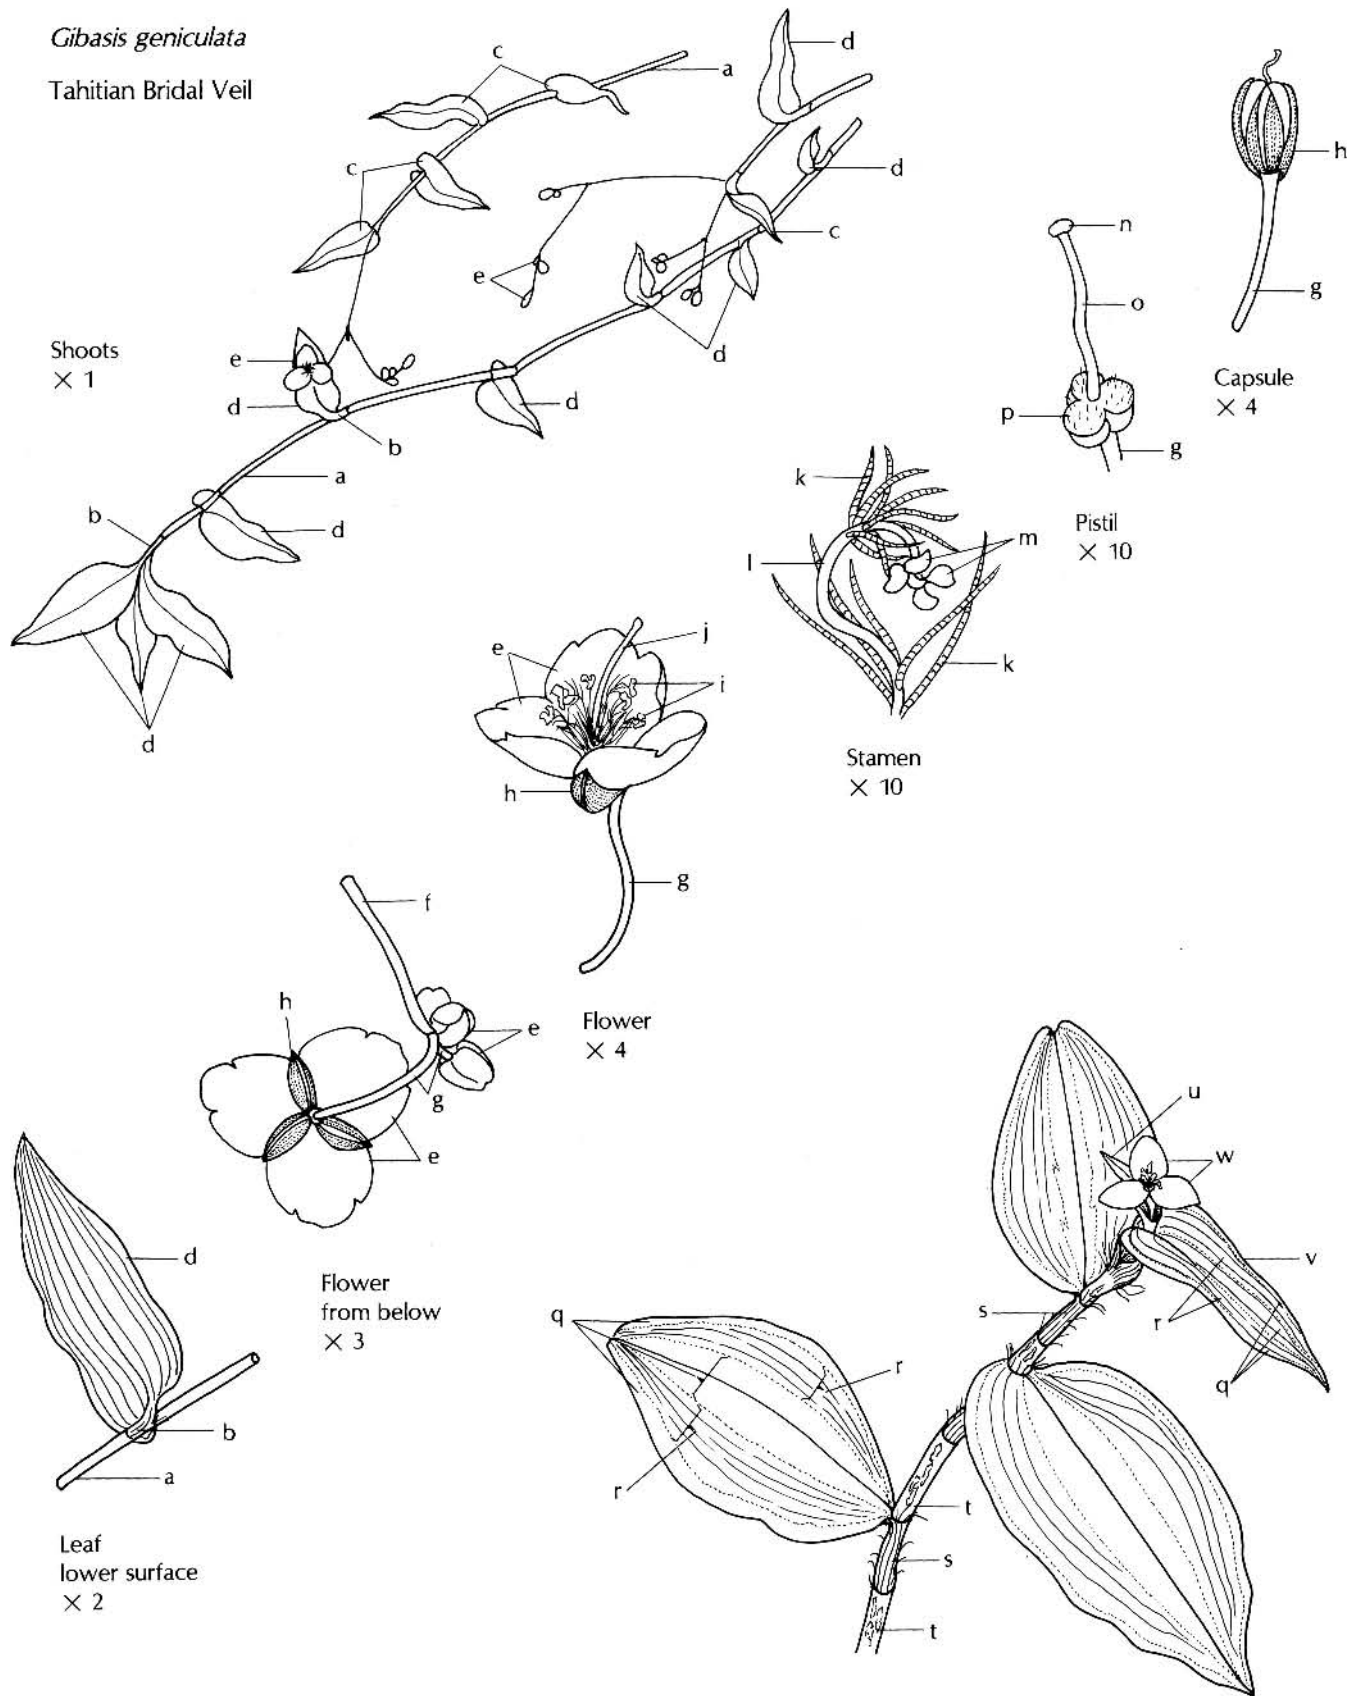 Gibasis geniculata
Tahitian Bridal Veil
c
a
d
h
c
d
n
c
e
g
o
d
Shoots
× 1
e
Capsule
× 4
d
d
p
b
g
a
k
b
d
Pistil
× 10
m
l
j
e
i
k
d
Stamen
× 10
h
g
f
h
e
Flower
× 4
g
u
e
w
d
Flower
from below
× 3
v
s
q
r
r
q
b
a
r
t
Leaf
lower surface
× 2
s
t